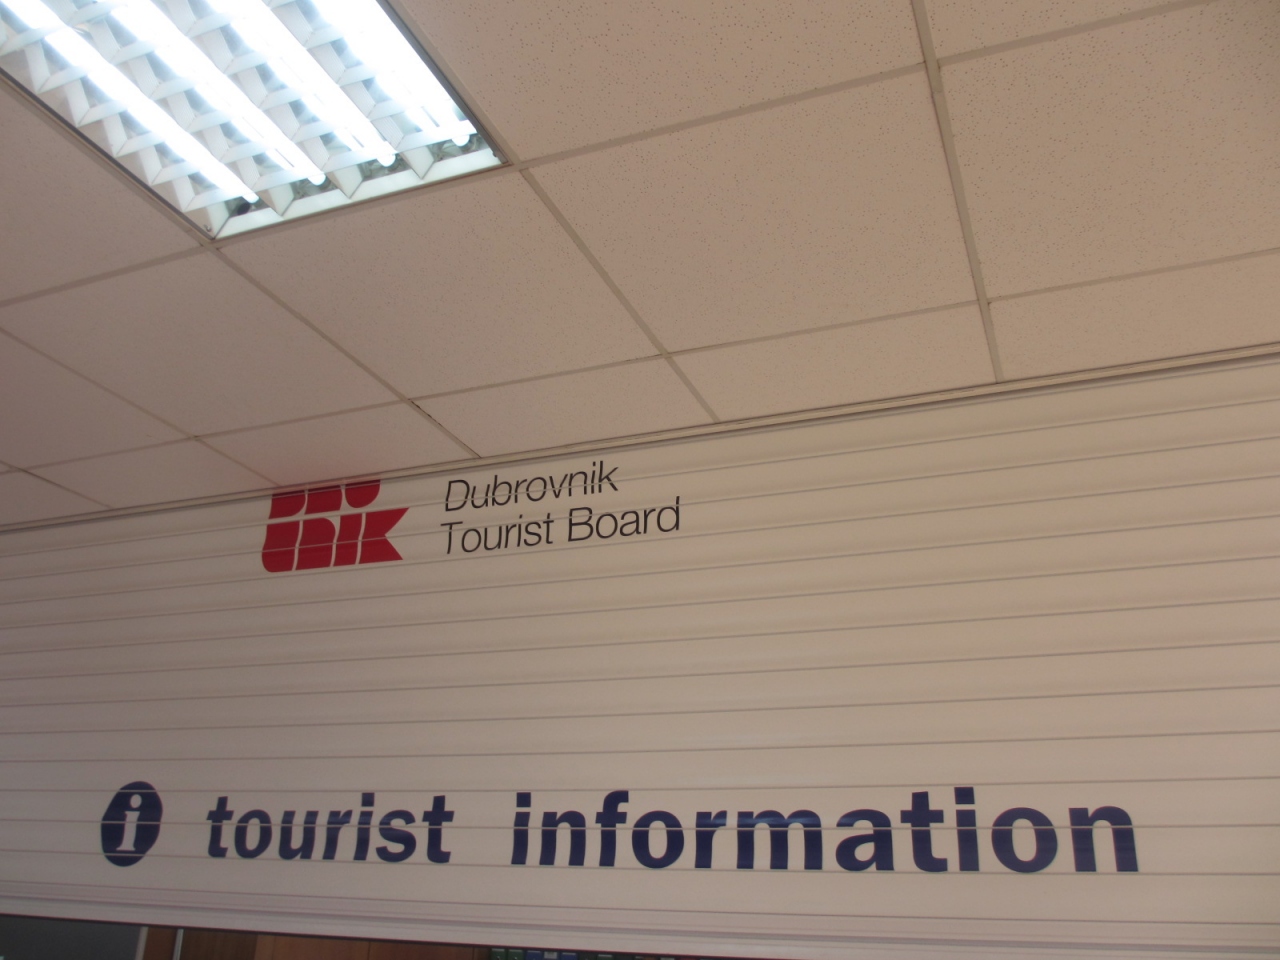 Dubrovnik
Tourist Board
i tourist information